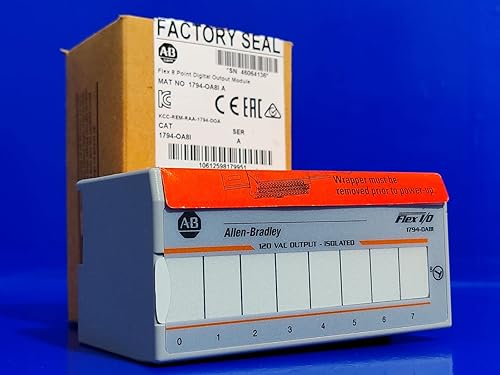 FACTORY SEAL
AB
"SN: 46064136"
Flex 8 Point Digital Output Module
MAT NO 1794-OA8I A
CE EAC
KCC-REM-RAA-1794-DOA
CAT
SER
1794-OA8I
A
10612598179951
Wrapper must be
removed prior to power-up.
AB
Allen-Bradley
Flex I/O
1794-OA8I
120 VAC OUTPUT - ISOLATED
8
0 1 2 3 4 5 6 7